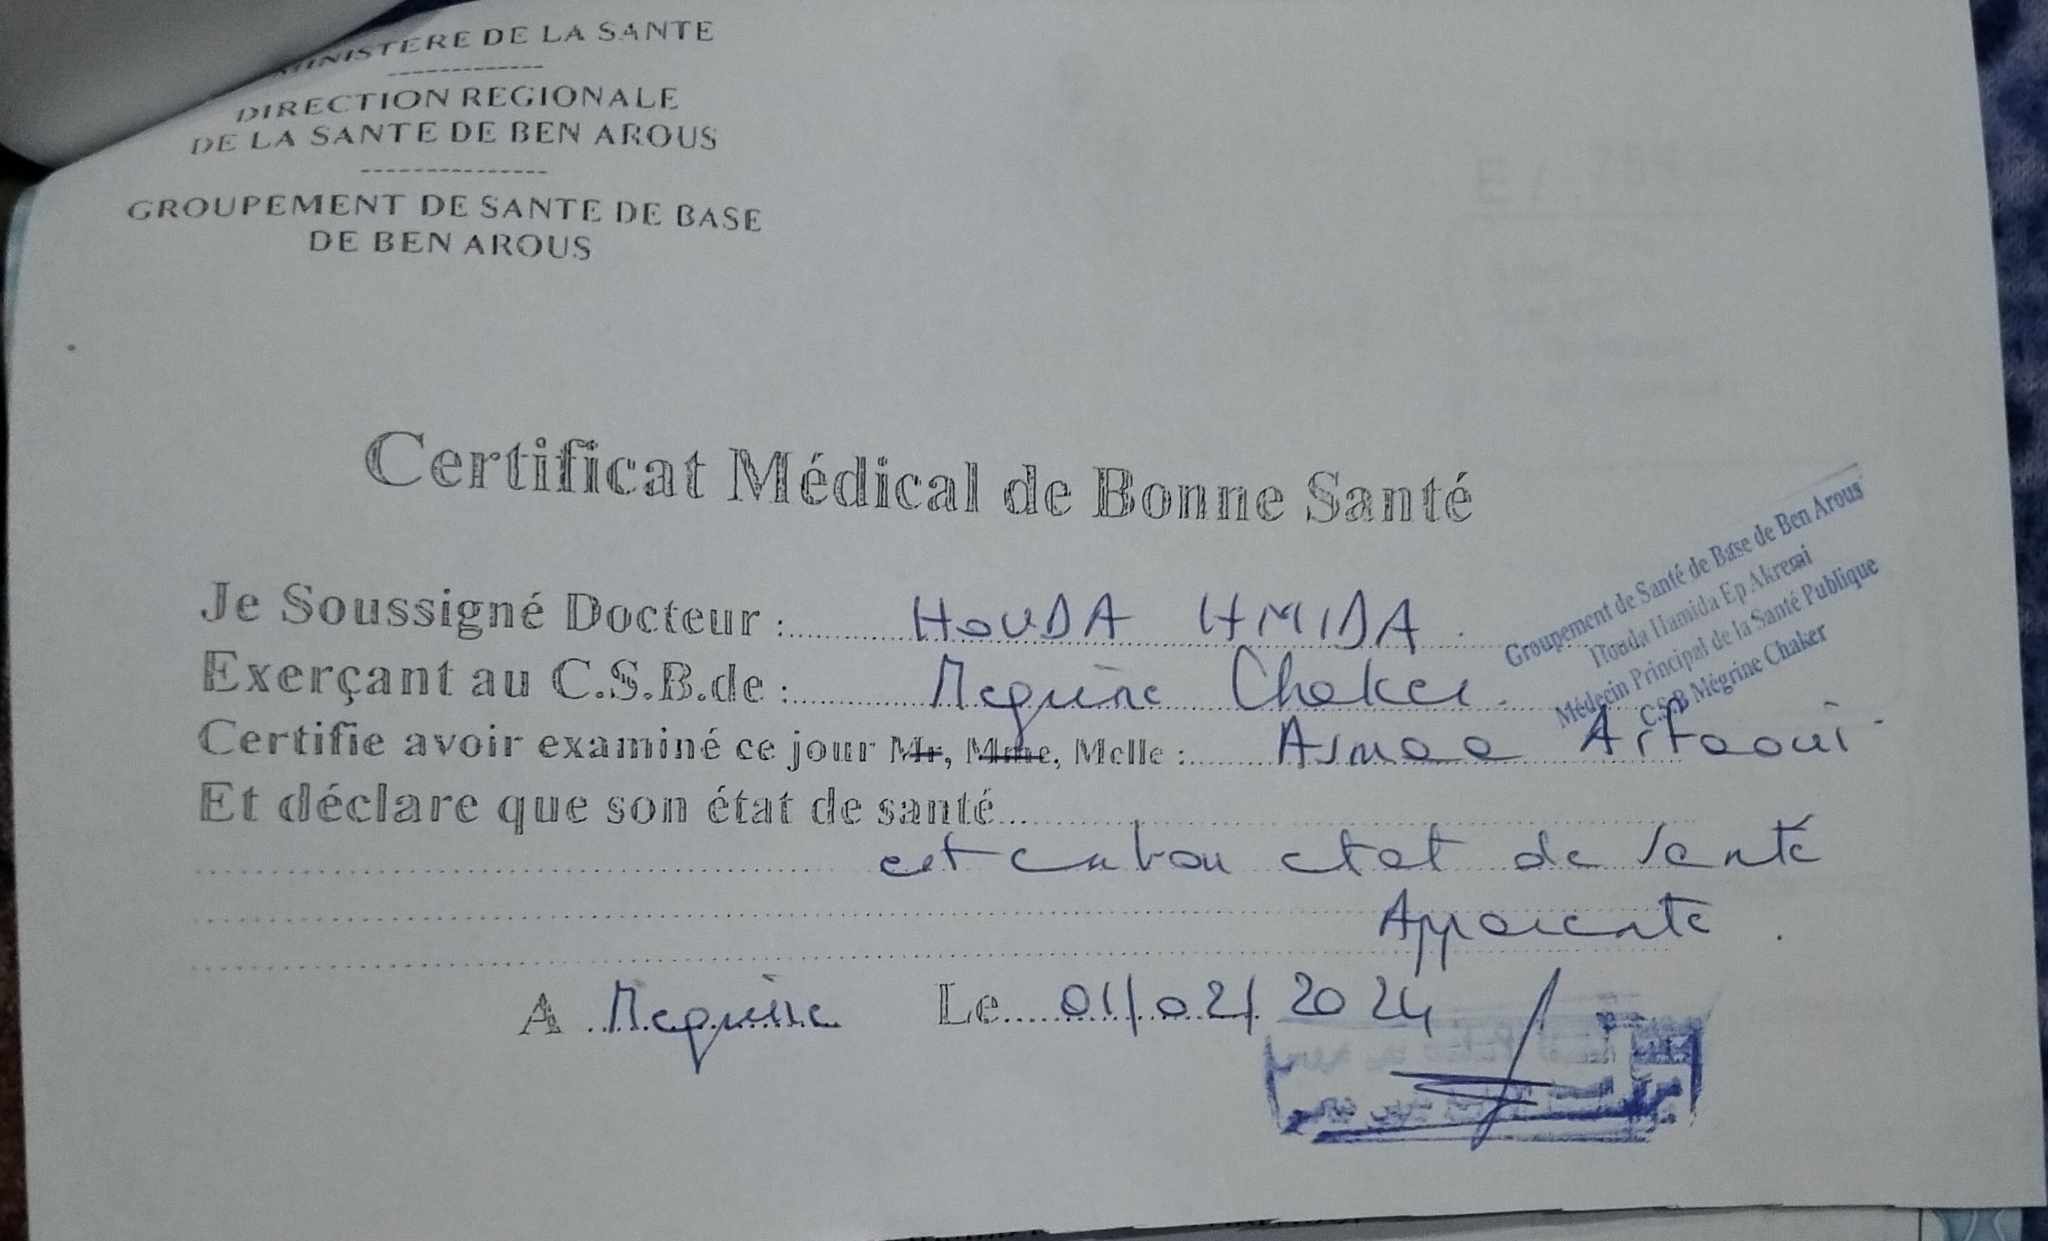 MINISTERE DE LA SANTE
DIRECTION REGIONALE
DE LA SANTE DE BEN AROUS
GROUPEMENT DE SANTE DE BASE
DE BEN AROUS
Certificat Médical de Bonne Santé
Groupement de Santé de Base de Ben Arous
Houda Hamida Ep Akremi
Médecin Principal de la Santé Publique
C.S.B Mégrine Chaker
Je Soussigné Docteur : HOUDA HMIDA
Exerçant au C.S.B.de : Megrine Chaker
Certifie avoir examiné ce jour Mr, Mme, Melle : Asmaa Arfaoui
Et déclare que son état de santé
est en bon etat de santé
Apparente
A Megrine Le 01/02/2024